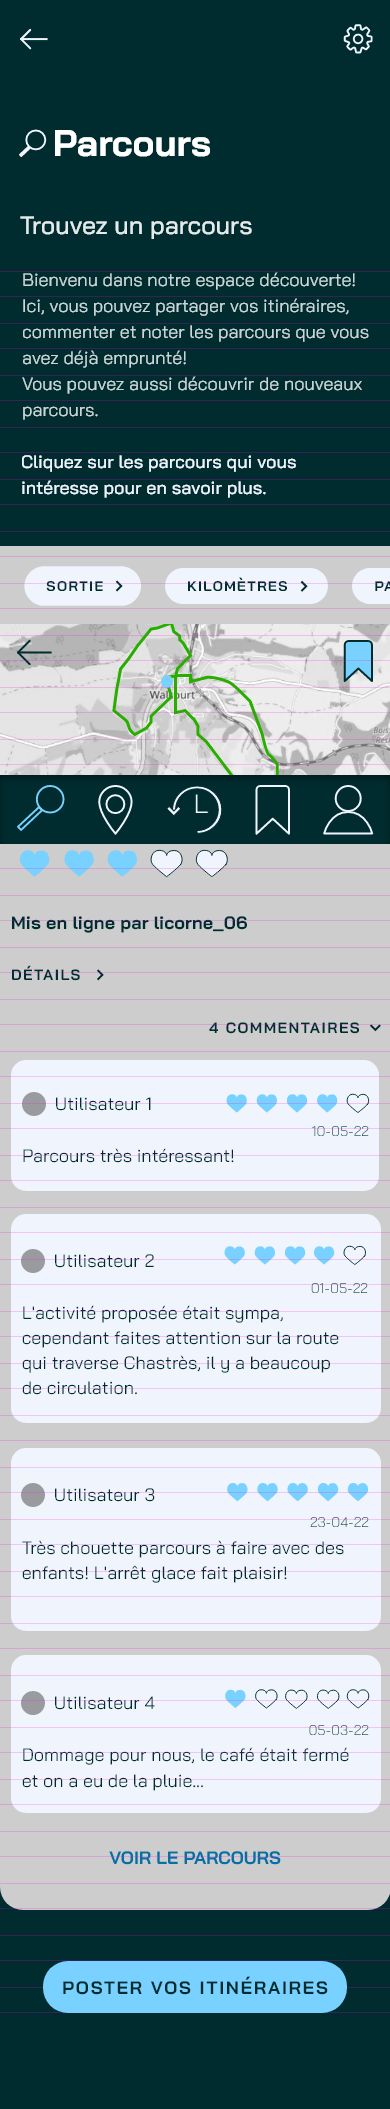 Parcours
Trouvez un parcours
Bienvenu dans notre espace découverte!
Ici, vous pouvez partager vos itinéraires,
commenter et noter les parcours que vous
avez déjà emprunté!
Vous pouvez aussi découvrir de nouveaux
parcours.
Cliquez sur les parcours qui vous
intéresse pour en savoir plus.
SORTIE
KILOMÈTRES
PA
Mis en ligne par licorne_06
DÉTAILS
4 COMMENTAIRES
Utilisateur 1
10-05-22
Parcours très intéressant!
Utilisateur 2
01-05-22
L'activité proposée était sympa,
cependant faites attention sur la route
qui traverse Chastrès, il y a beaucoup
de circulation.
Utilisateur 3
23-04-22
Très chouette parcours à faire avec des
enfants! L'arrêt glace fait plaisir!
Utilisateur 4
05-03-22
Dommage pour nous, le café était fermé
et on a eu de la pluie...
VOIR LE PARCOURS
POSTER VOS ITINÉRAIRES